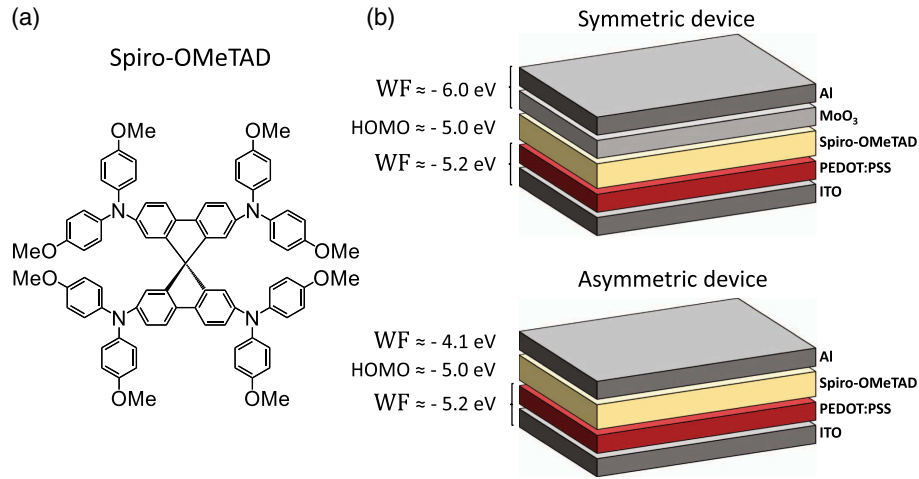 (a)
Spiro-OMeTAD
OMe
OMe
N
N
MeO
OMe
MeO
OMe
N
N
OMe
OMe
(b)
Symmetric device
WF ≈ - 6.0 eV
HOMO ≈ - 5.0 eV
WF ≈ - 5.2 eV
Al
MoO₃
Spiro-OMeTAD
PEDOT:PSS
ITO
Asymmetric device
WF ≈ - 4.1 eV
HOMO ≈ - 5.0 eV
WF ≈ - 5.2 eV
Al
Spiro-OMeTAD
PEDOT:PSS
ITO